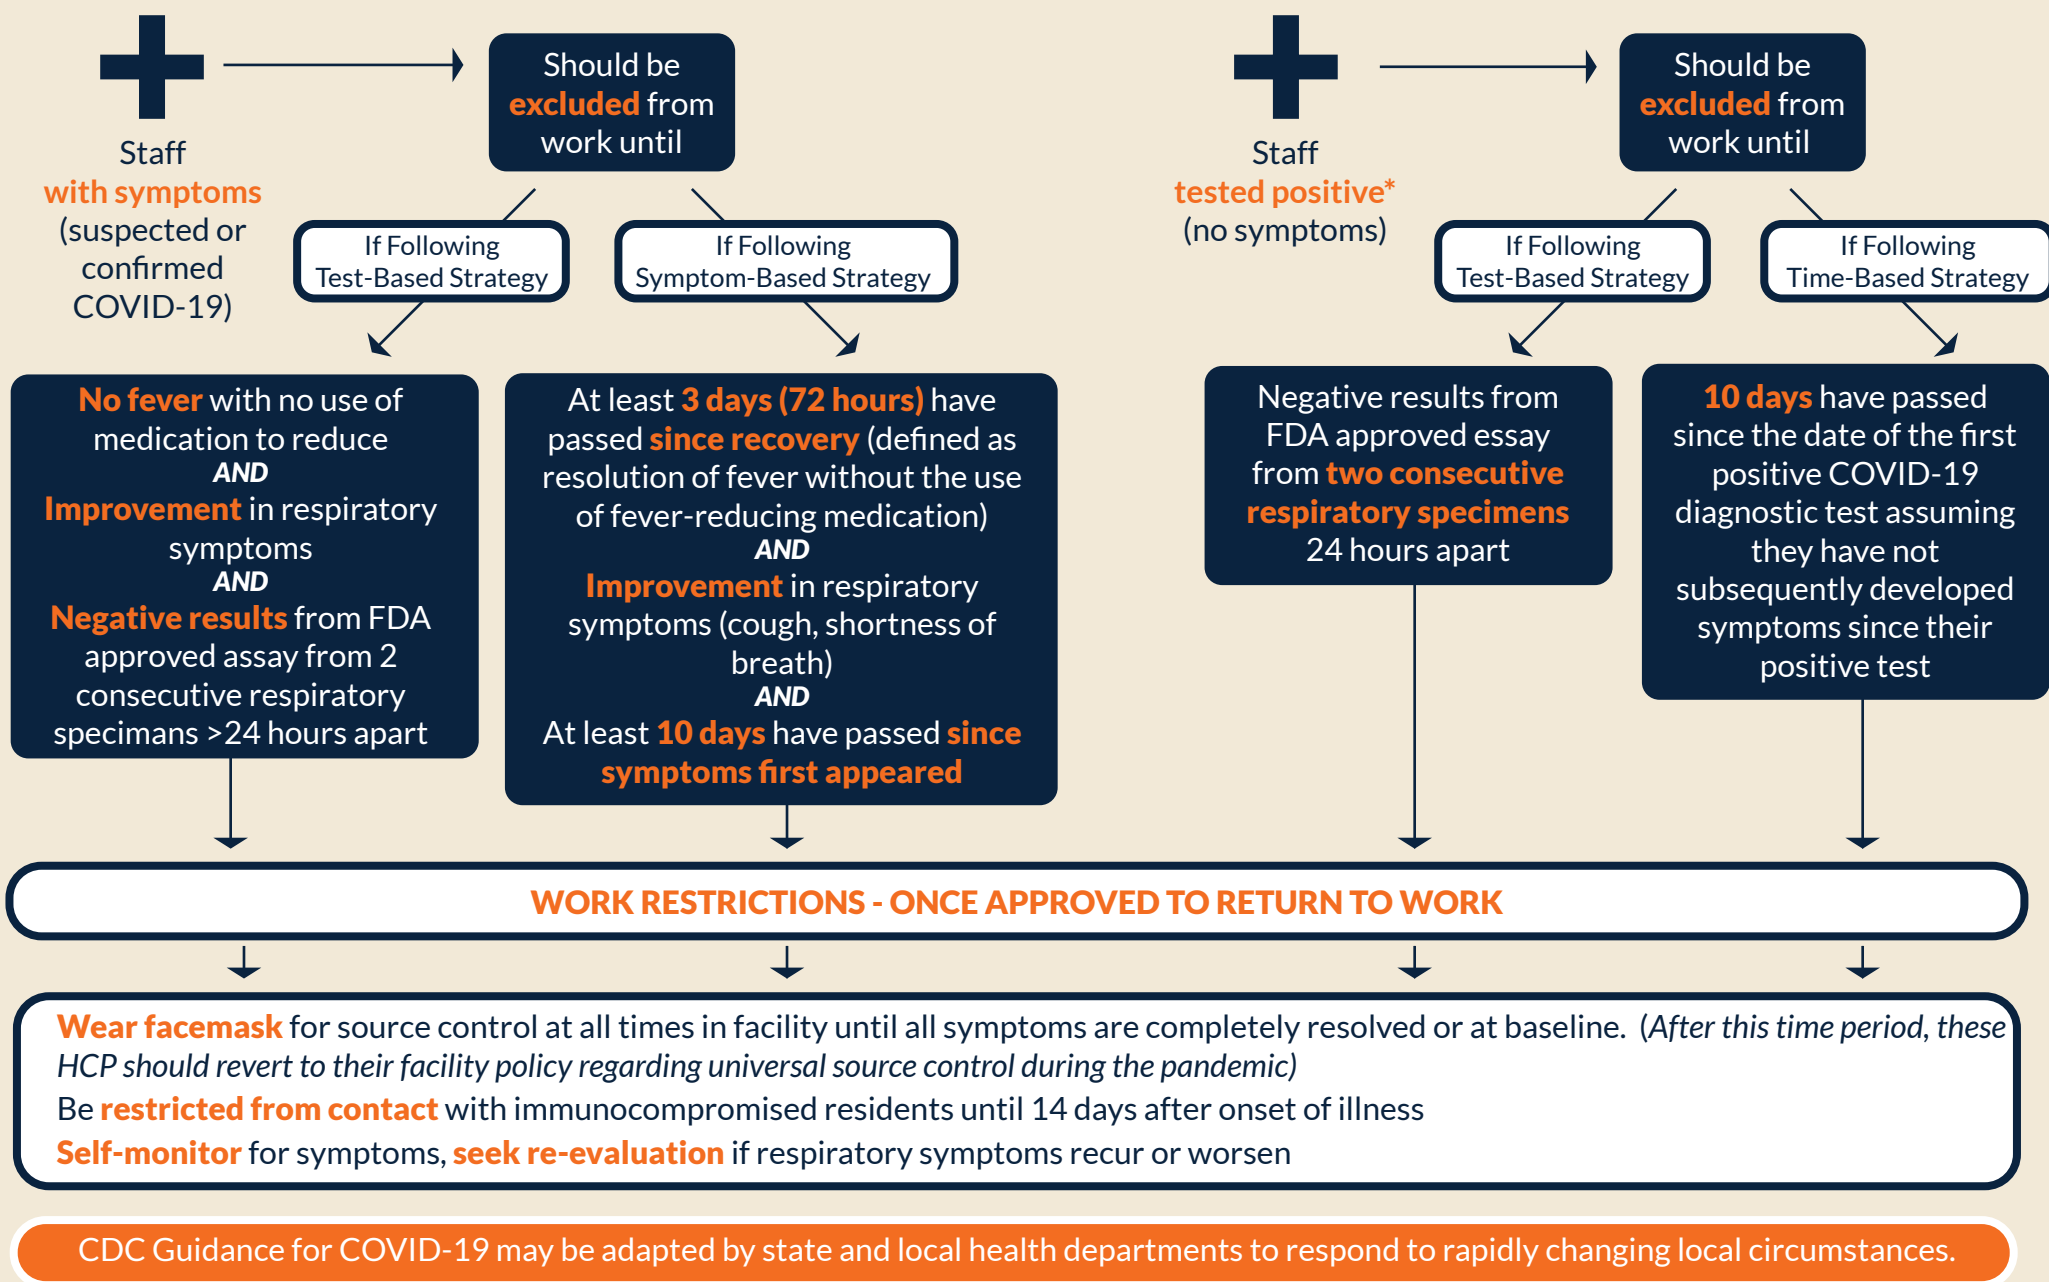 Staff
with symptoms
(suspected or
confirmed
COVID-19)
Should be
excluded from
work until
If Following
Test-Based Strategy
If Following
Symptom-Based Strategy
No fever with no use of
medication to reduce
AND
Improvement in respiratory
symptoms
AND
Negative results from FDA
approved assay from 2
consecutive respiratory
specimans >24 hours apart
At least 3 days (72 hours) have
passed since recovery (defined as
resolution of fever without the use
of fever-reducing medication)
AND
Improvement in respiratory
symptoms (cough, shortness of
breath)
AND
At least 10 days have passed since
symptoms first appeared
Staff
tested positive*
(no symptoms)
Should be
excluded from
work until
If Following
Test-Based Strategy
If Following
Time-Based Strategy
Negative results from
FDA approved essay
from two consecutive
respiratory specimens
24 hours apart
10 days have passed
since the date of the first
positive COVID-19
diagnostic test assuming
they have not
subsequently developed
symptoms since their
positive test
WORK RESTRICTIONS - ONCE APPROVED TO RETURN TO WORK
Wear facemask for source control at all times in facility until all symptoms are completely resolved or at baseline. (After this time period, these
HCP should revert to their facility policy regarding universal source control during the pandemic)
Be restricted from contact with immunocompromised residents until 14 days after onset of illness
Self-monitor for symptoms, seek re-evaluation if respiratory symptoms recur or worsen
CDC Guidance for COVID-19 may be adapted by state and local health departments to respond to rapidly changing local circumstances.